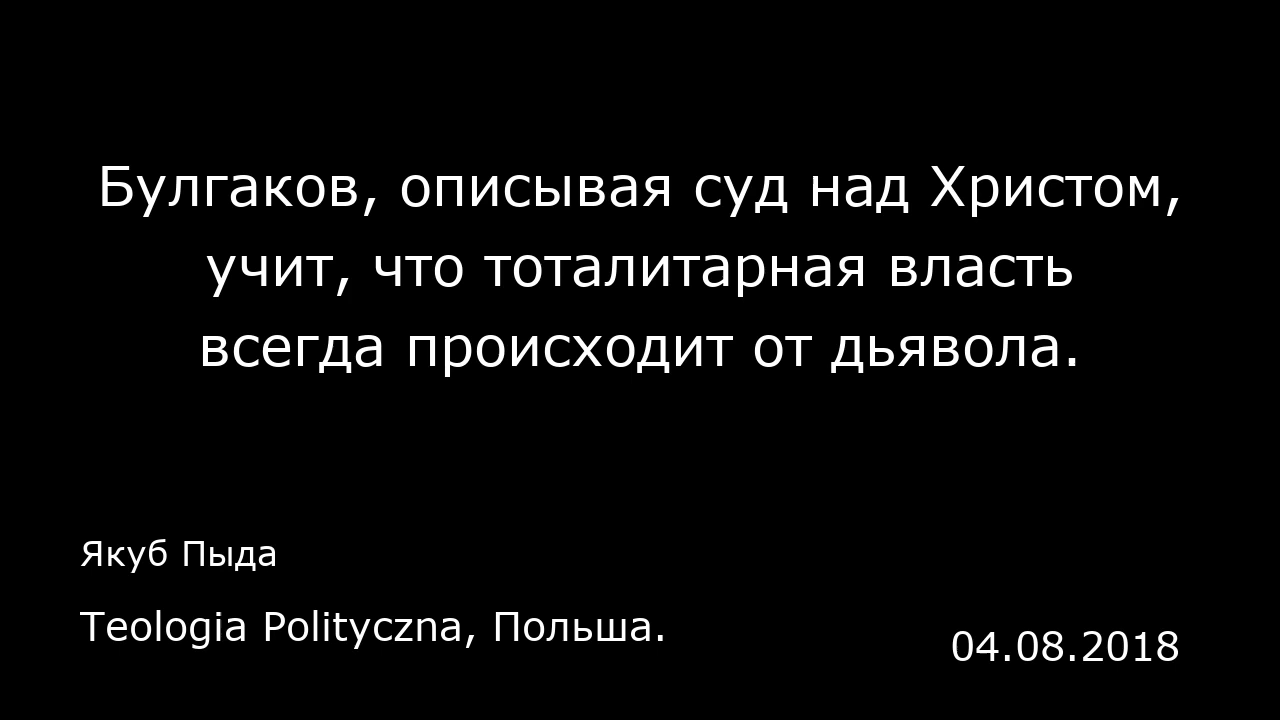 Булгаков, описывая суд над Христом,
учит, что тоталитарная власть
всегда происходит от дьявола.
Якуб Пыда
Teologia Polityczna, Польша.
04.08.2018